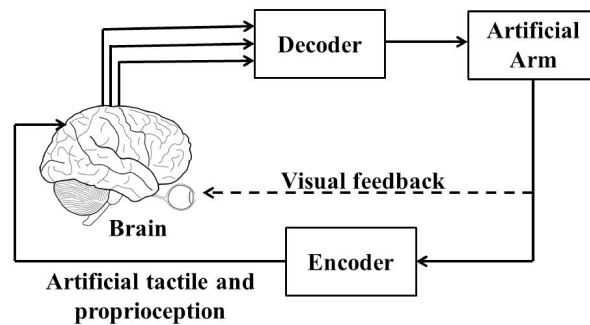 Decoder
Artificial
Arm
Visual feedback
Brain
Encoder
Artificial tactile and
proprioception